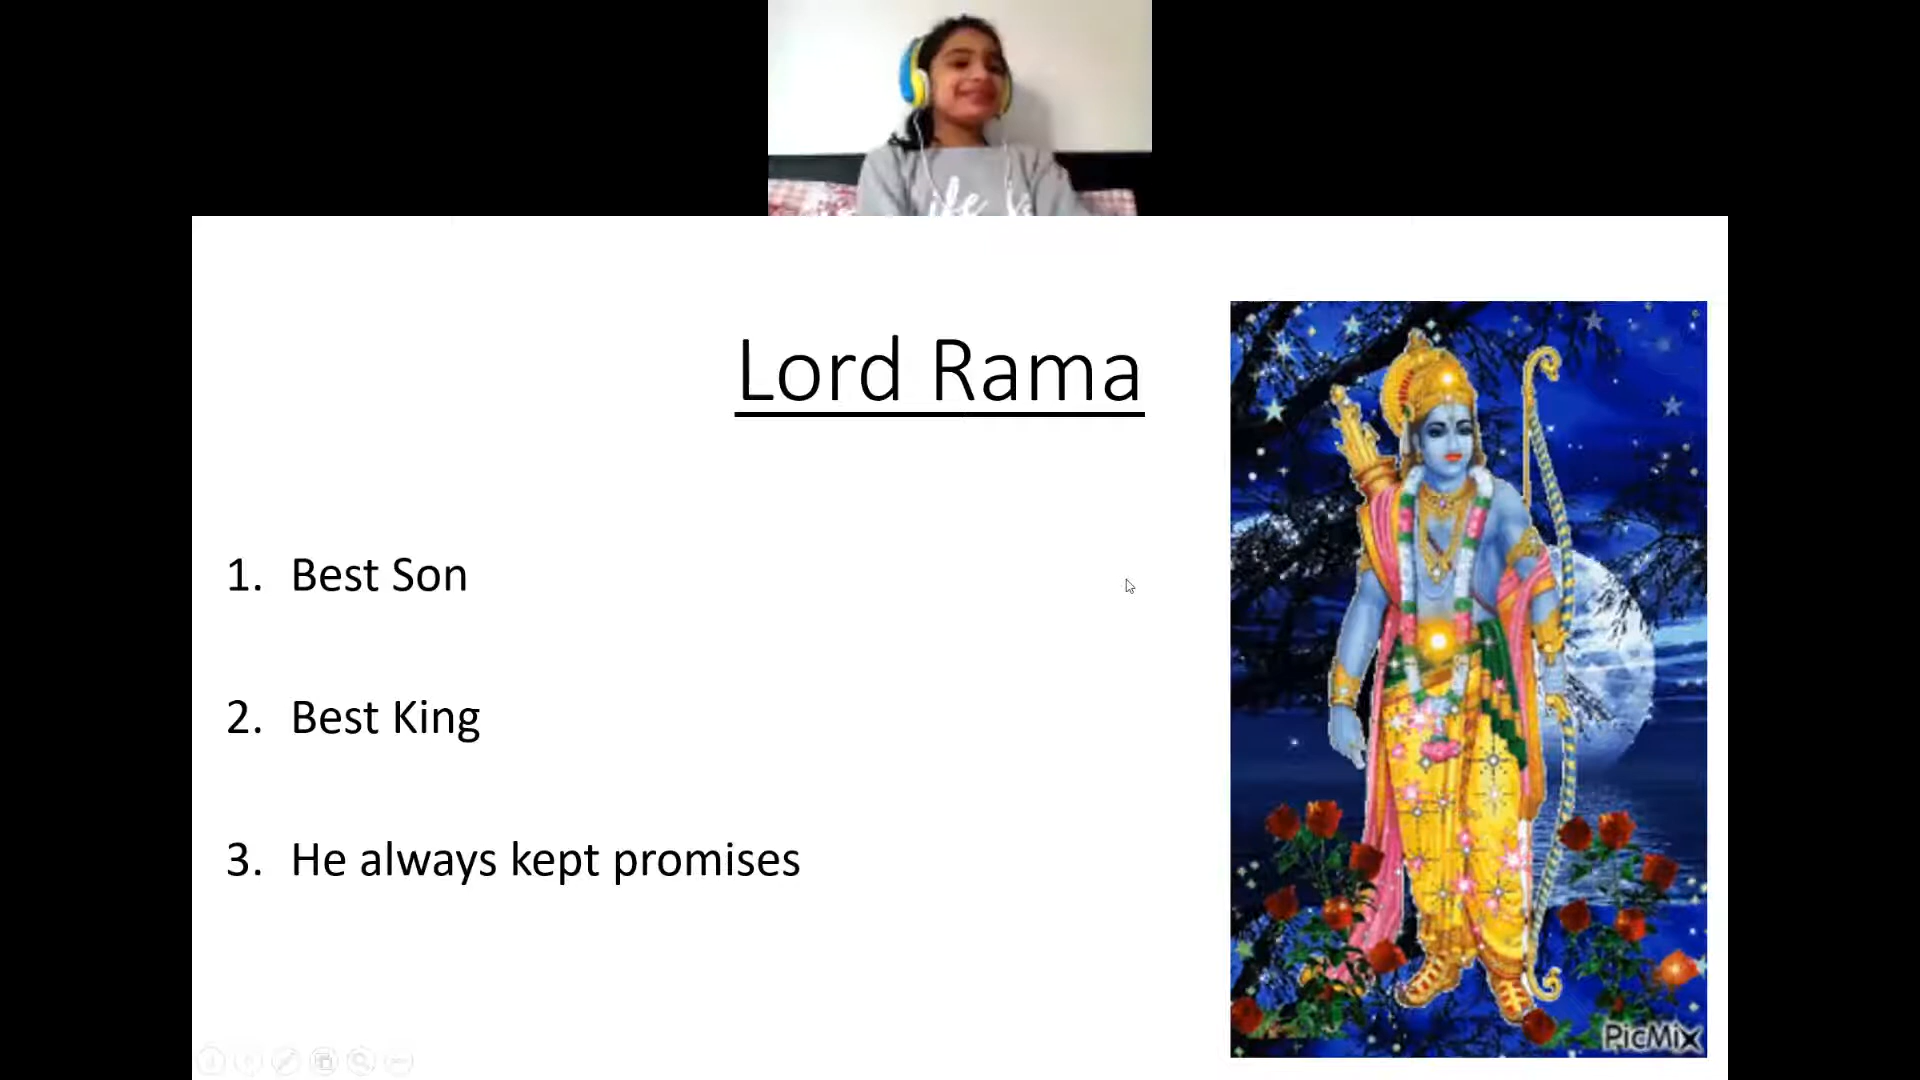 Lord Rama
1. Best Son
2. Best King
3. He always kept promises
PicMix